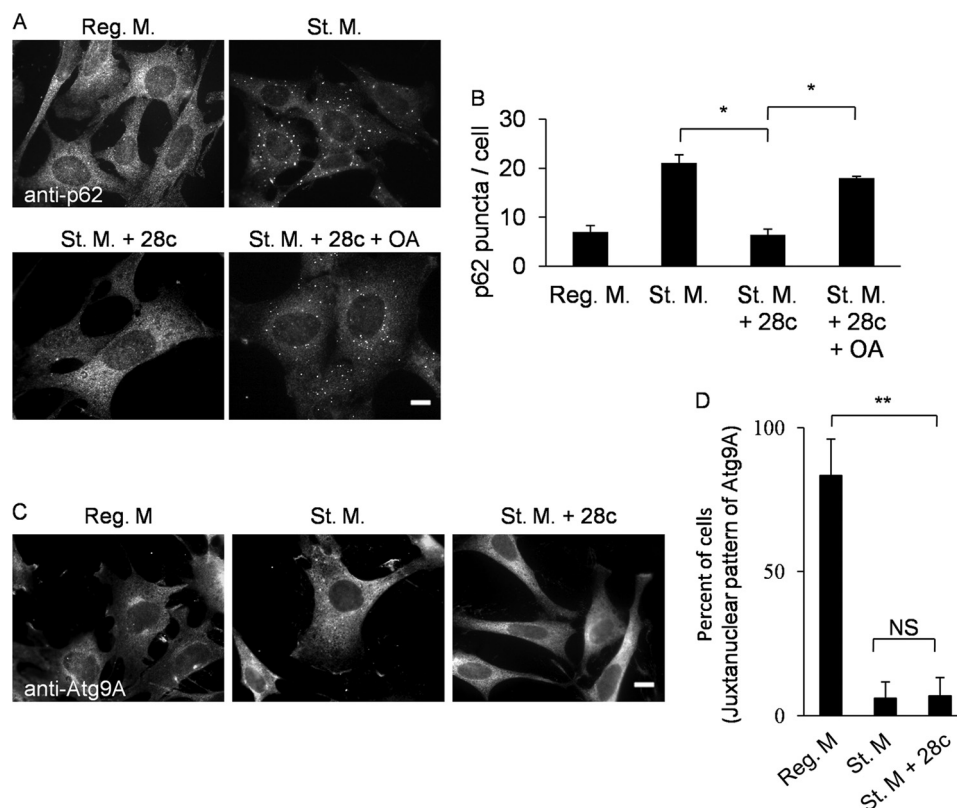 A
Reg. M.
St. M.
anti-p62
St. M. + 28c
St. M. + 28c + OA
B
p62 puncta / cell
40
30
20
10
0
*
*
Reg. M.
St. M.
St. M.
+ 28c
St. M.
+ 28c
+ OA
C
Reg. M
St. M.
St. M. + 28c
anti-Atg9A
D
Percent of cells
(Juxtanuclear pattern of Atg9A)
100
50
0
**
NS
Reg. M
St. M
St. M + 28c